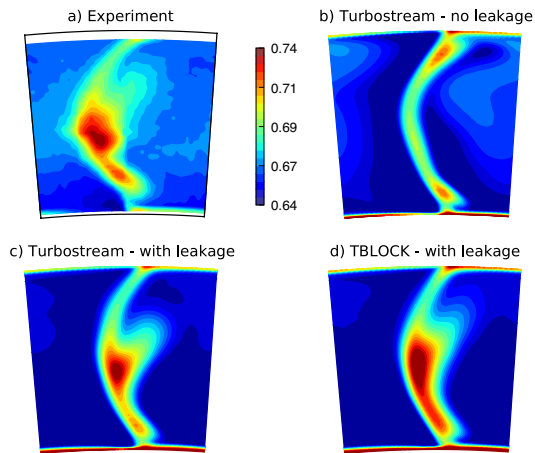 a) Experiment
b) Turbostream - no leakage
0.74
0.71
0.69
0.67
0.64
c) Turbostream - with leakage
d) TBLOCK - with leakage